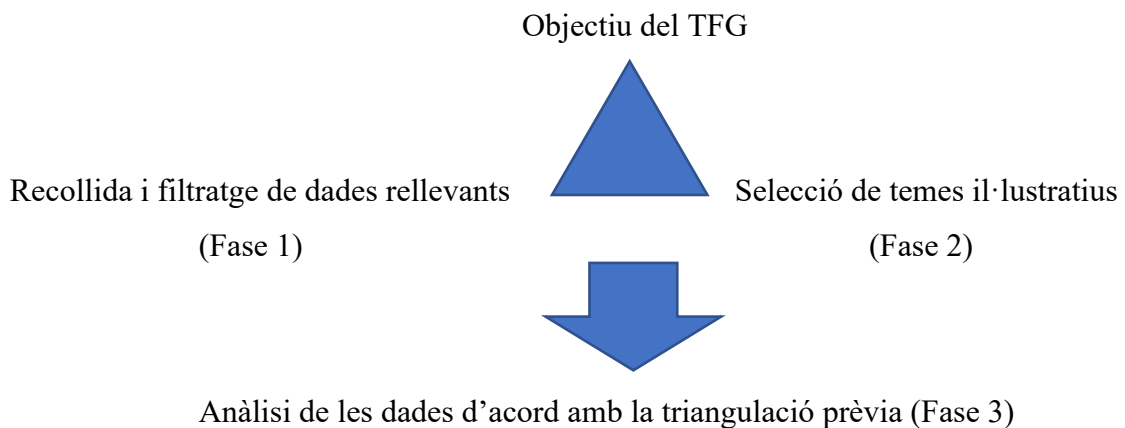 Objectiu del TFG
Recollida i filtratge de dades rellevants
(Fase 1)
Selecció de temes il·lustratius
(Fase 2)
Anàlisi de les dades d’acord amb la triangulació prèvia (Fase 3)